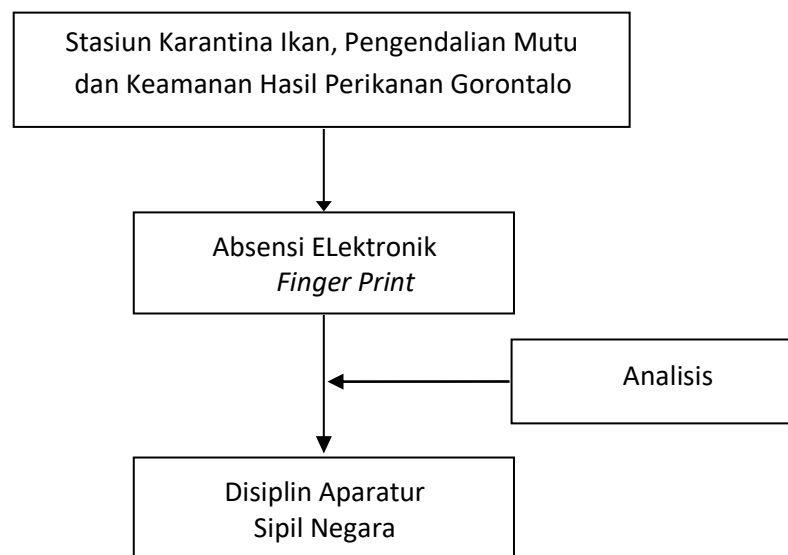 Stasiun Karantina Ikan, Pengendalian Mutu
dan Keamanan Hasil Perikanan Gorontalo
Absensi ELektronik
Finger Print
Analisis
Disiplin Aparatur
Sipil Negara